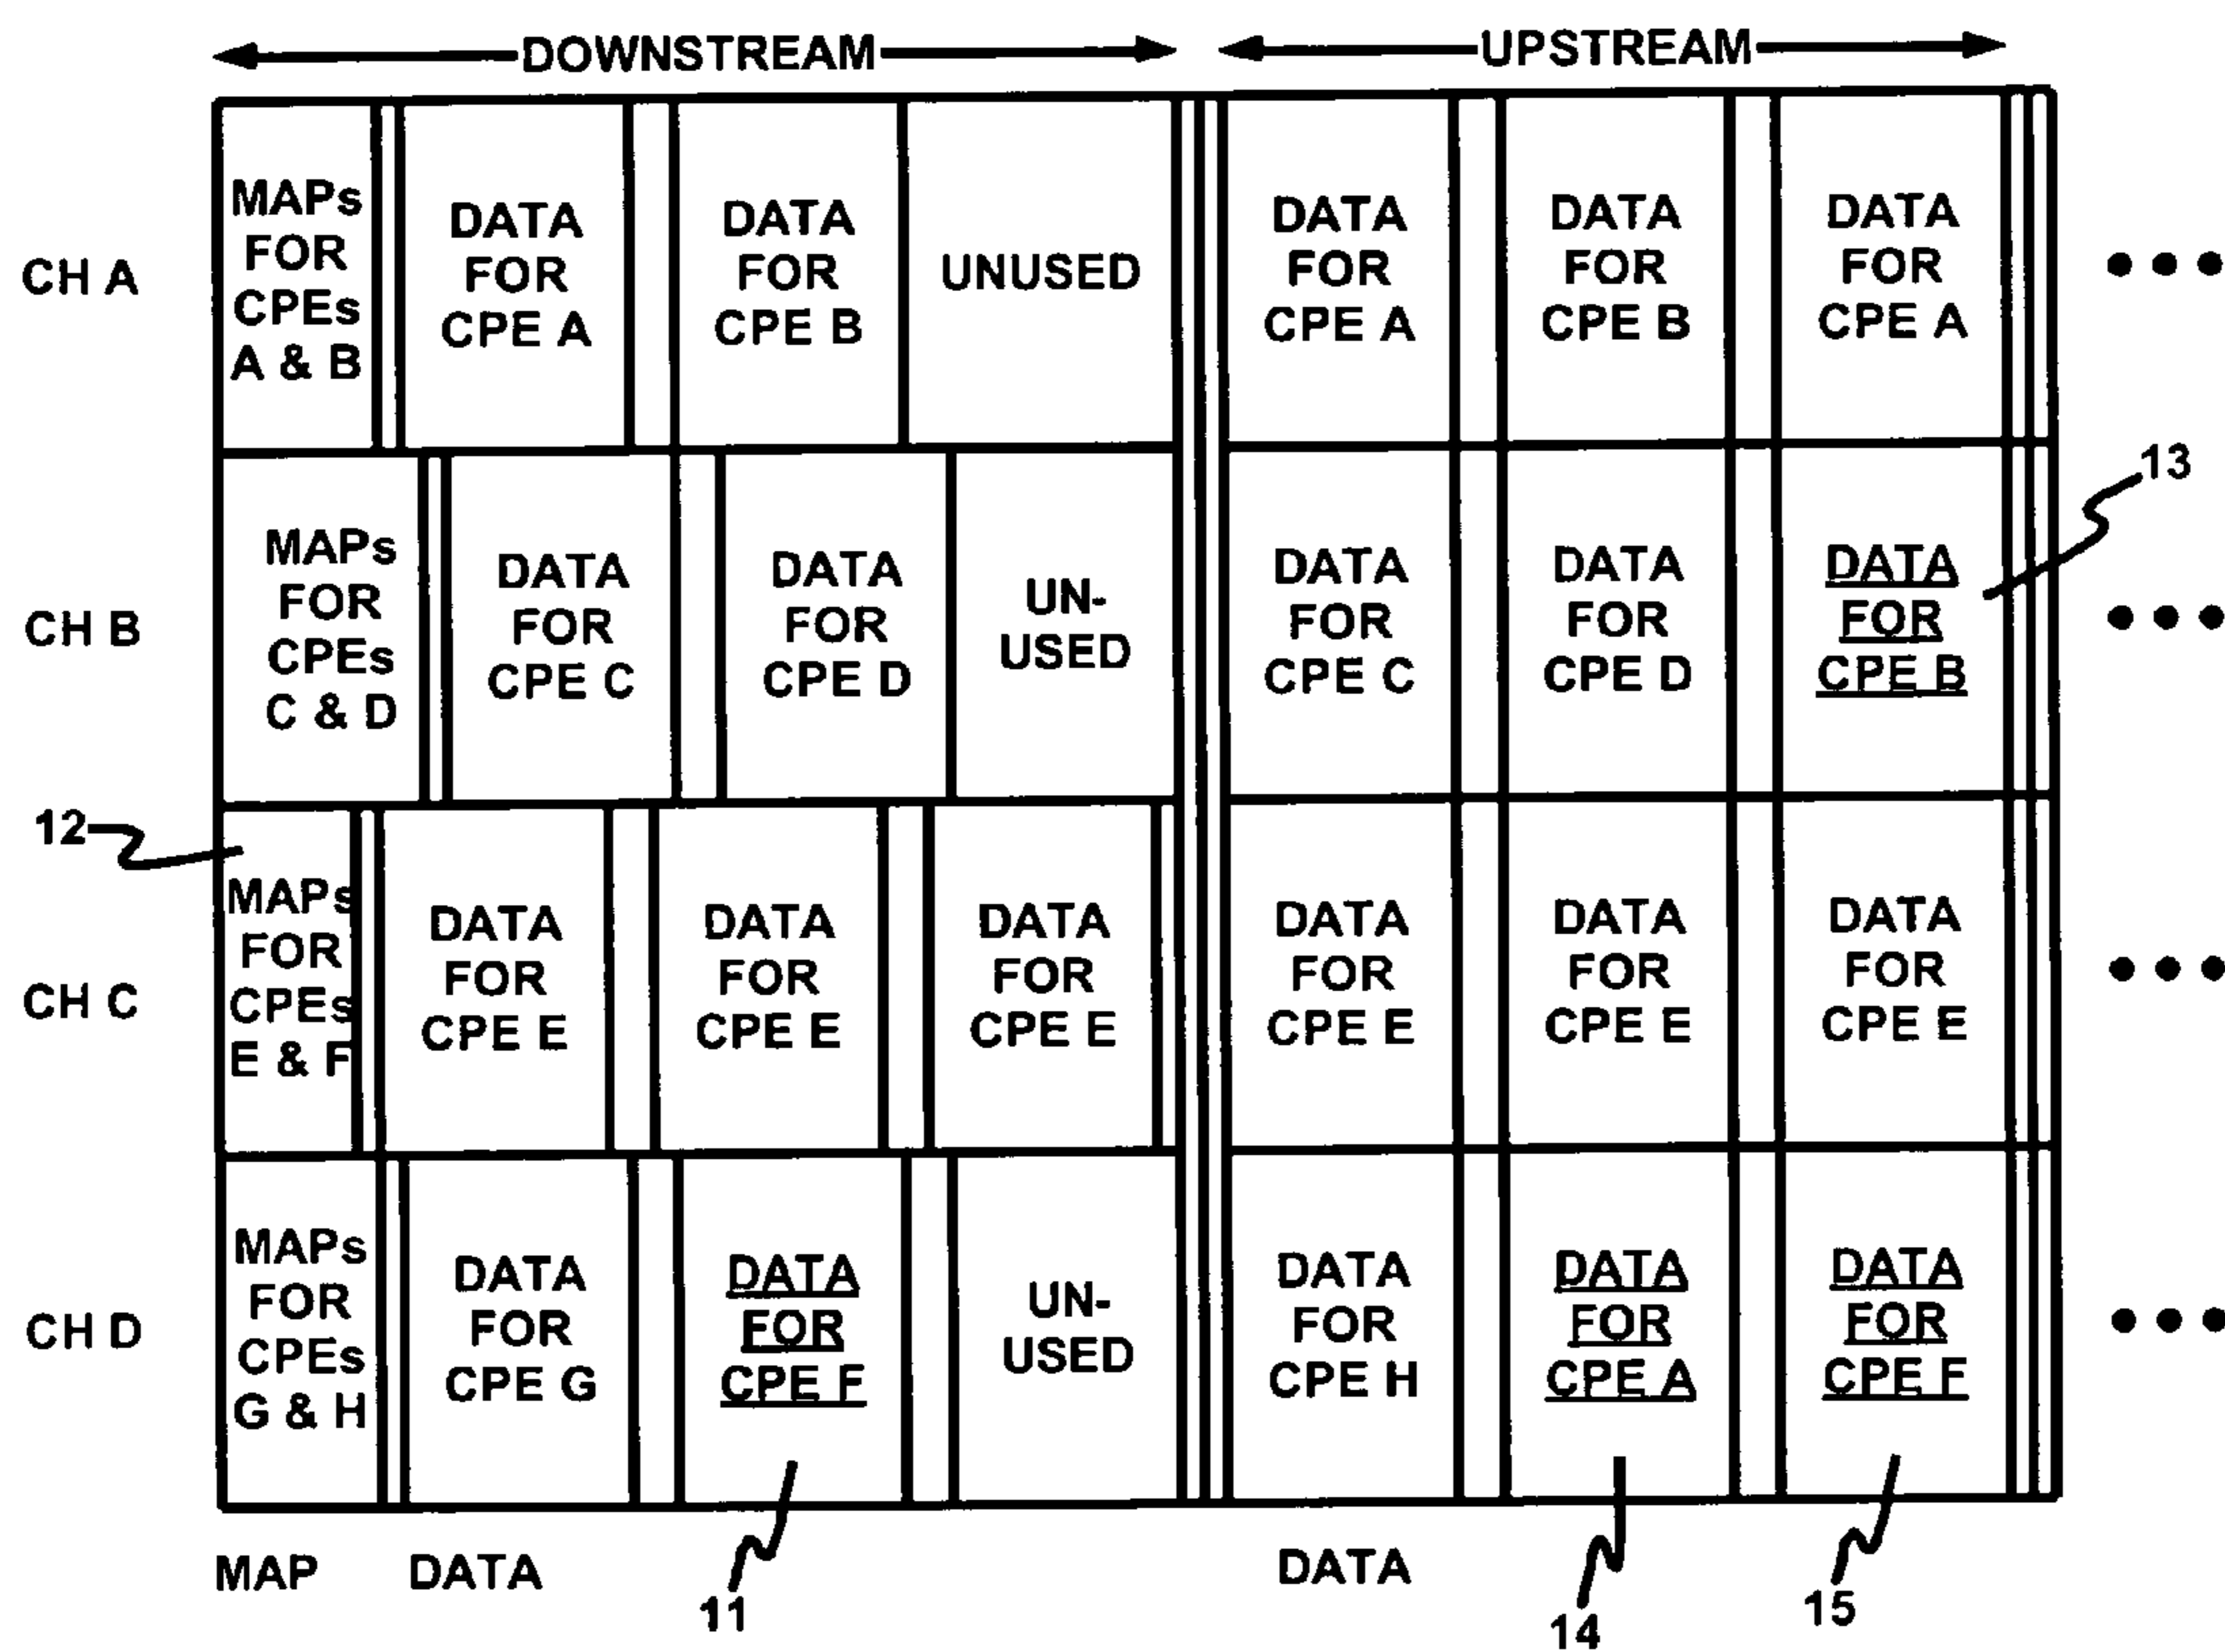 DOWNSTREAM UPSTREAM
CH A
MAPs
FOR
CPEs
A & B
DATA
FOR
CPE A
DATA
FOR
CPE B
UNUSED
DATA
FOR
CPE A
DATA
FOR
CPE B
DATA
FOR
CPE A
•••
CH B
MAPs
FOR
CPEs
C & D
DATA
FOR
CPE C
DATA
FOR
CPE D
UN-
USED
DATA
FOR
CPE C
DATA
FOR
CPE D
DATA
FOR
CPE B
13
•••
12
CH C
MAPs
FOR
CPEs
E & F
DATA
FOR
CPE E
DATA
FOR
CPE E
DATA
FOR
CPE E
DATA
FOR
CPE E
DATA
FOR
CPE E
DATA
FOR
CPE E
•••
CH D
MAPs
FOR
CPEs
G & H
DATA
FOR
CPE G
DATA
FOR
CPE F
UN-
USED
DATA
FOR
CPE H
DATA
FOR
CPE A
DATA
FOR
CPE F
•••
MAP DATA DATA
11 14 15